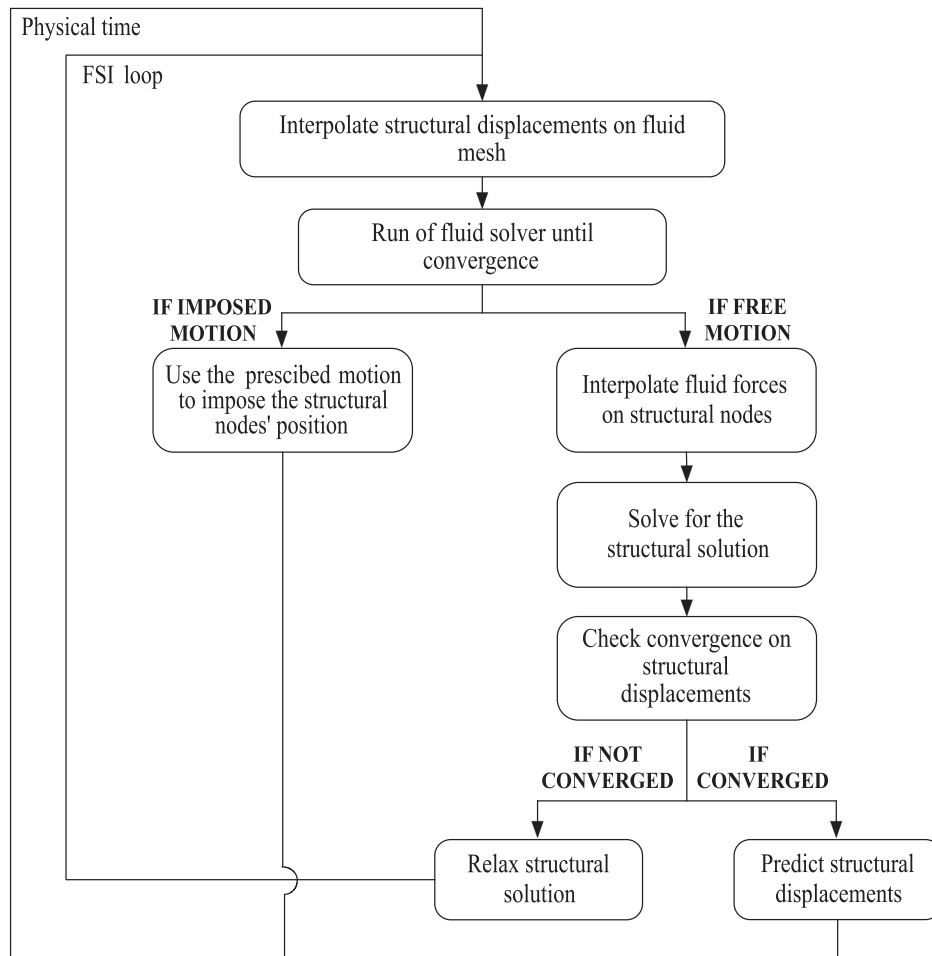 Physical time
FSI loop
Interpolate structural displacements on fluid
mesh
Run of fluid solver until
convergence
IF IMPOSED
MOTION
IF FREE
MOTION
Use the prescibed motion
to impose the structural
nodes' position
Interpolate fluid forces
on structural nodes
Solve for the
structural solution
Check convergence on
structural
displacements
IF NOT
CONVERGED
IF
CONVERGED
Relax structural
solution
Predict structural
displacements